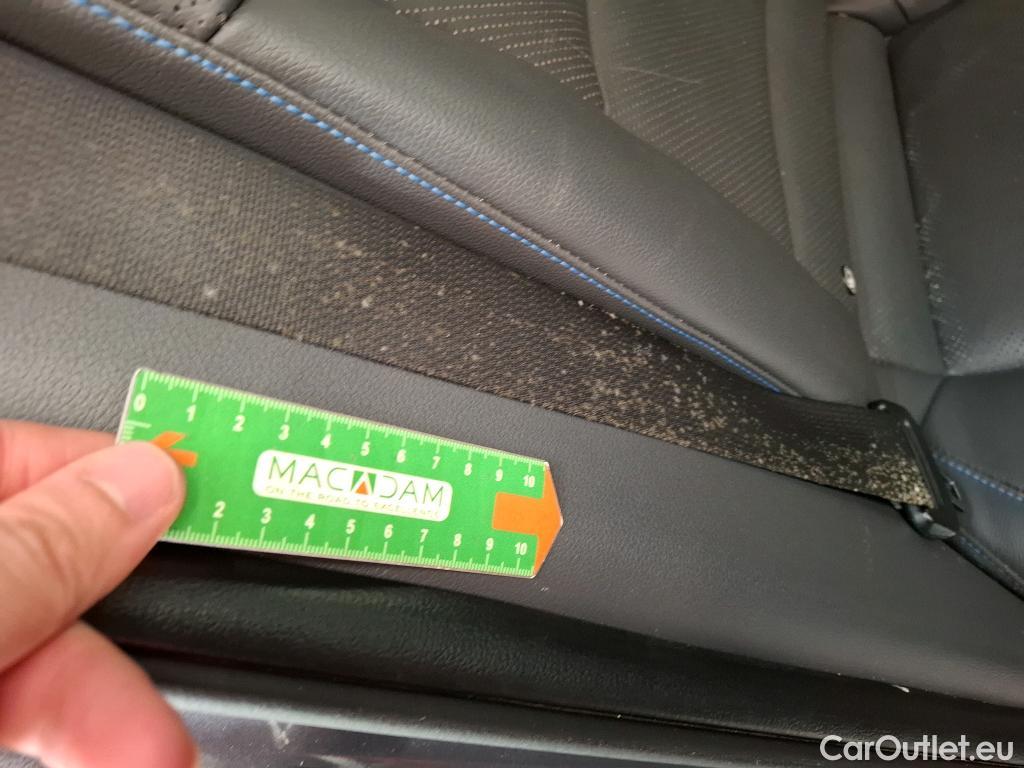 0 1 2 3 4 5 6 7 8 9 10
MACADAM
ON THE ROAD TO EXCELLENCE
2 3 4 5 6 7 8 9 10
CarOutlet.eu